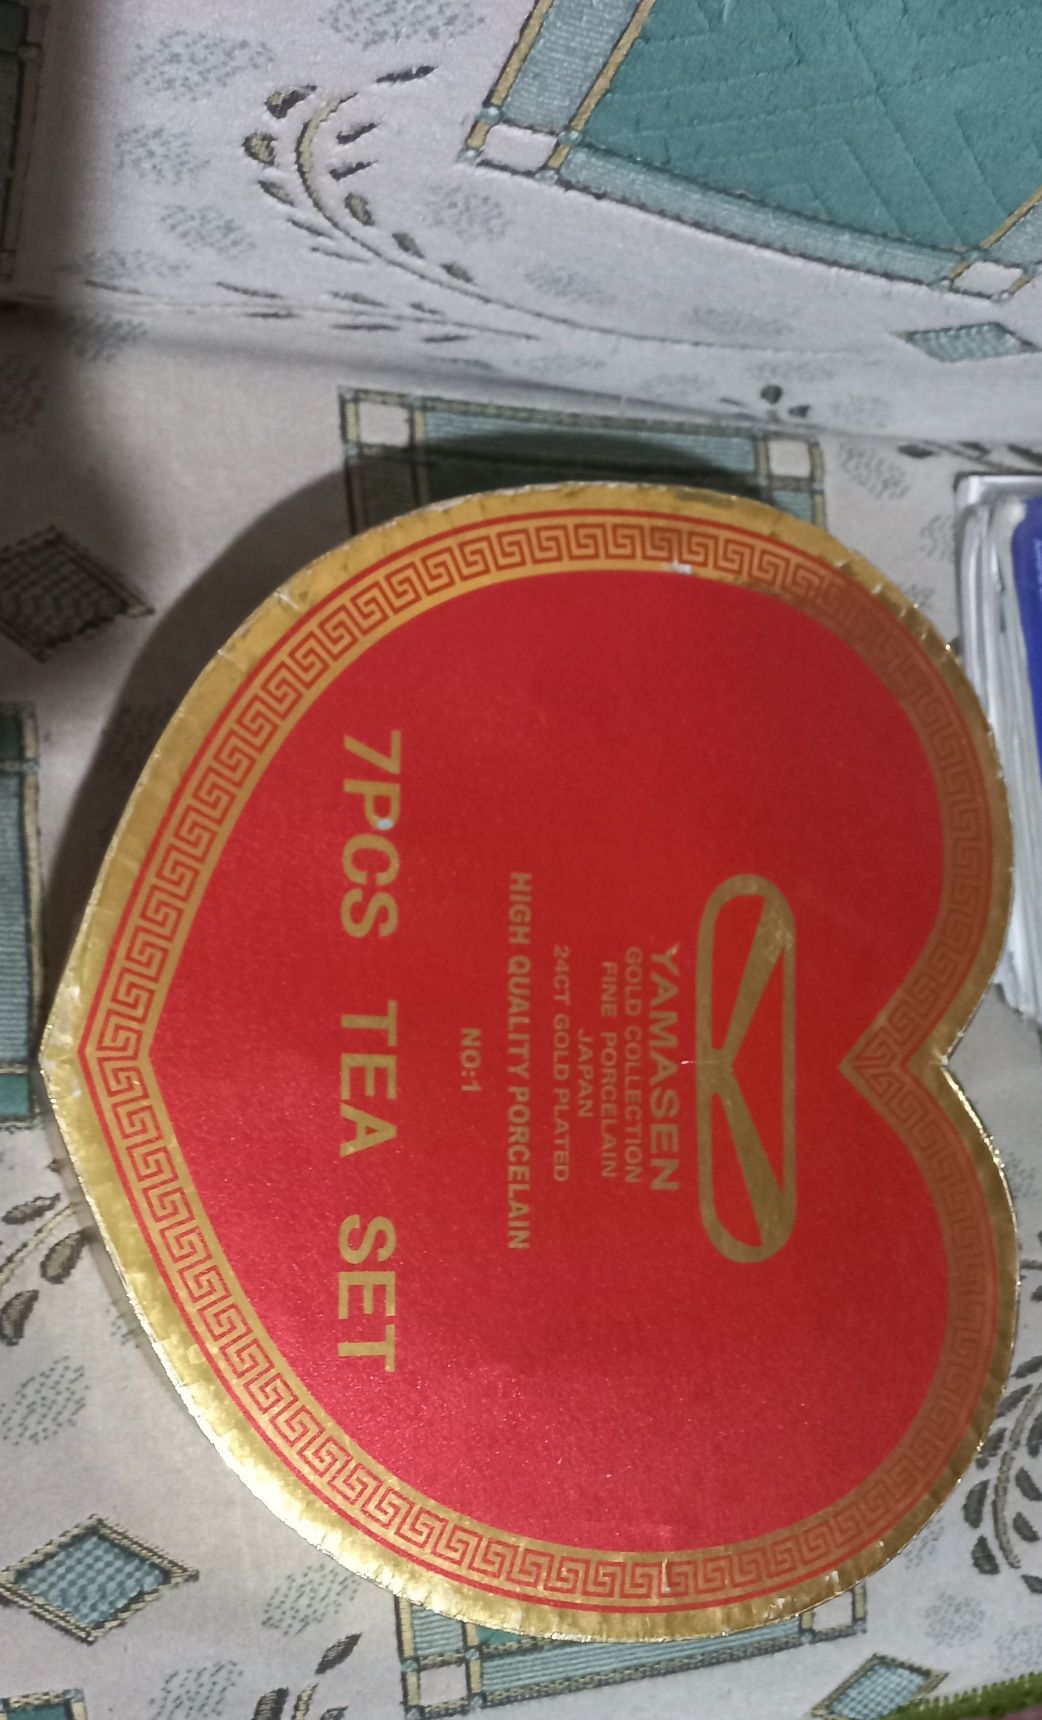 YAMASEN
GOLD COLLECTION
FINE PORCELAIN
JAPAN
24CT GOLD PLATED
HIGH QUALITY PORCELAIN
NO:1
7PCS TEA SET